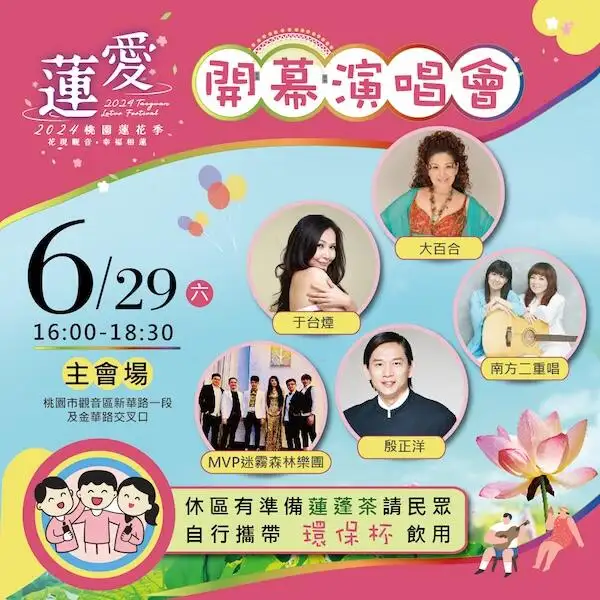 蓮愛
2024 Taoyuan
Lotus Festival
2024桃園蓮花季
花現觀音·幸福相蓮
開幕演唱會
大百合
于台煙
南方二重唱
6/29 六
16:00-18:30
主會場
桃園市觀音區新華路一段
及金華路交叉口
MVP迷霧森林樂團
殷正洋
休區有準備蓮蓬茶請民眾
自行攜帶 環保杯 飲用